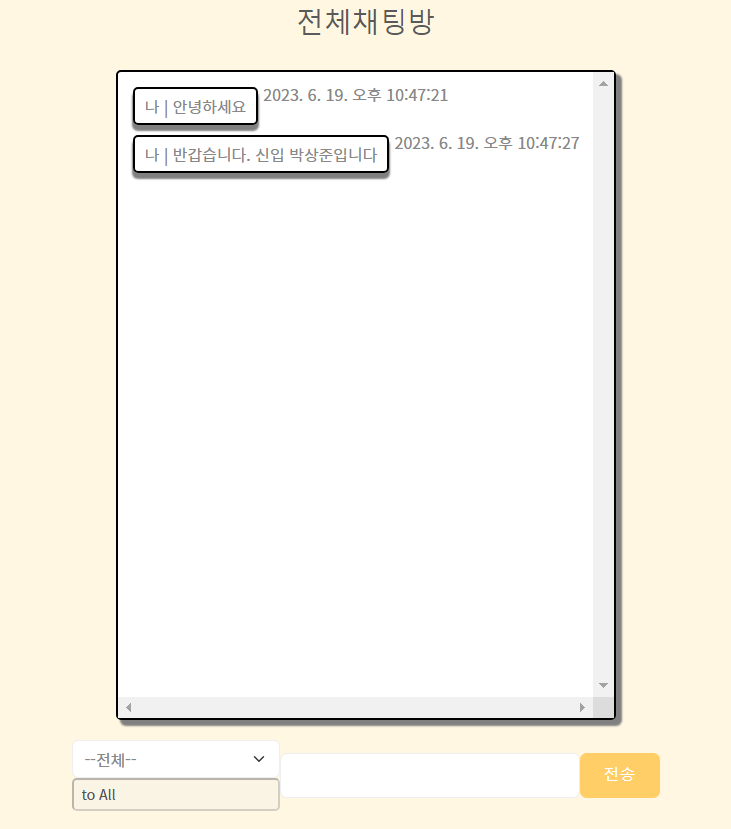 전체채팅방
나 | 안녕하세요 2023. 6. 19. 오후 10:47:21
나 | 반갑습니다. 신입 박상준입니다 2023. 6. 19. 오후 10:47:27
--전체--
to All
전송